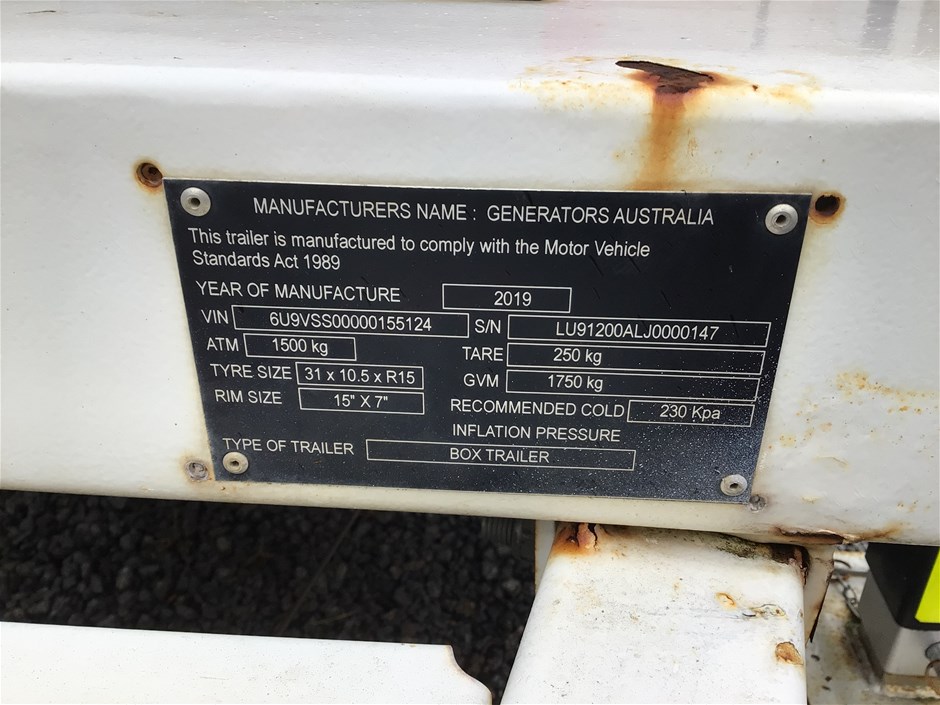 MANUFACTURERS NAME : GENERATORS AUSTRALIA
This trailer is manufactured to comply with the Motor Vehicle
Standards Act 1989
YEAR OF MANUFACTURE 2019
VIN 6U9VSS00000155124 S/N LU91200ALJ0000147
ATM 1500 kg TARE 250 kg
TYRE SIZE 31 x 10.5 x R15 GVM 1750 kg
RIM SIZE 15" X 7" RECOMMENDED COLD 230 Kpa
INFLATION PRESSURE
TYPE OF TRAILER BOX TRAILER